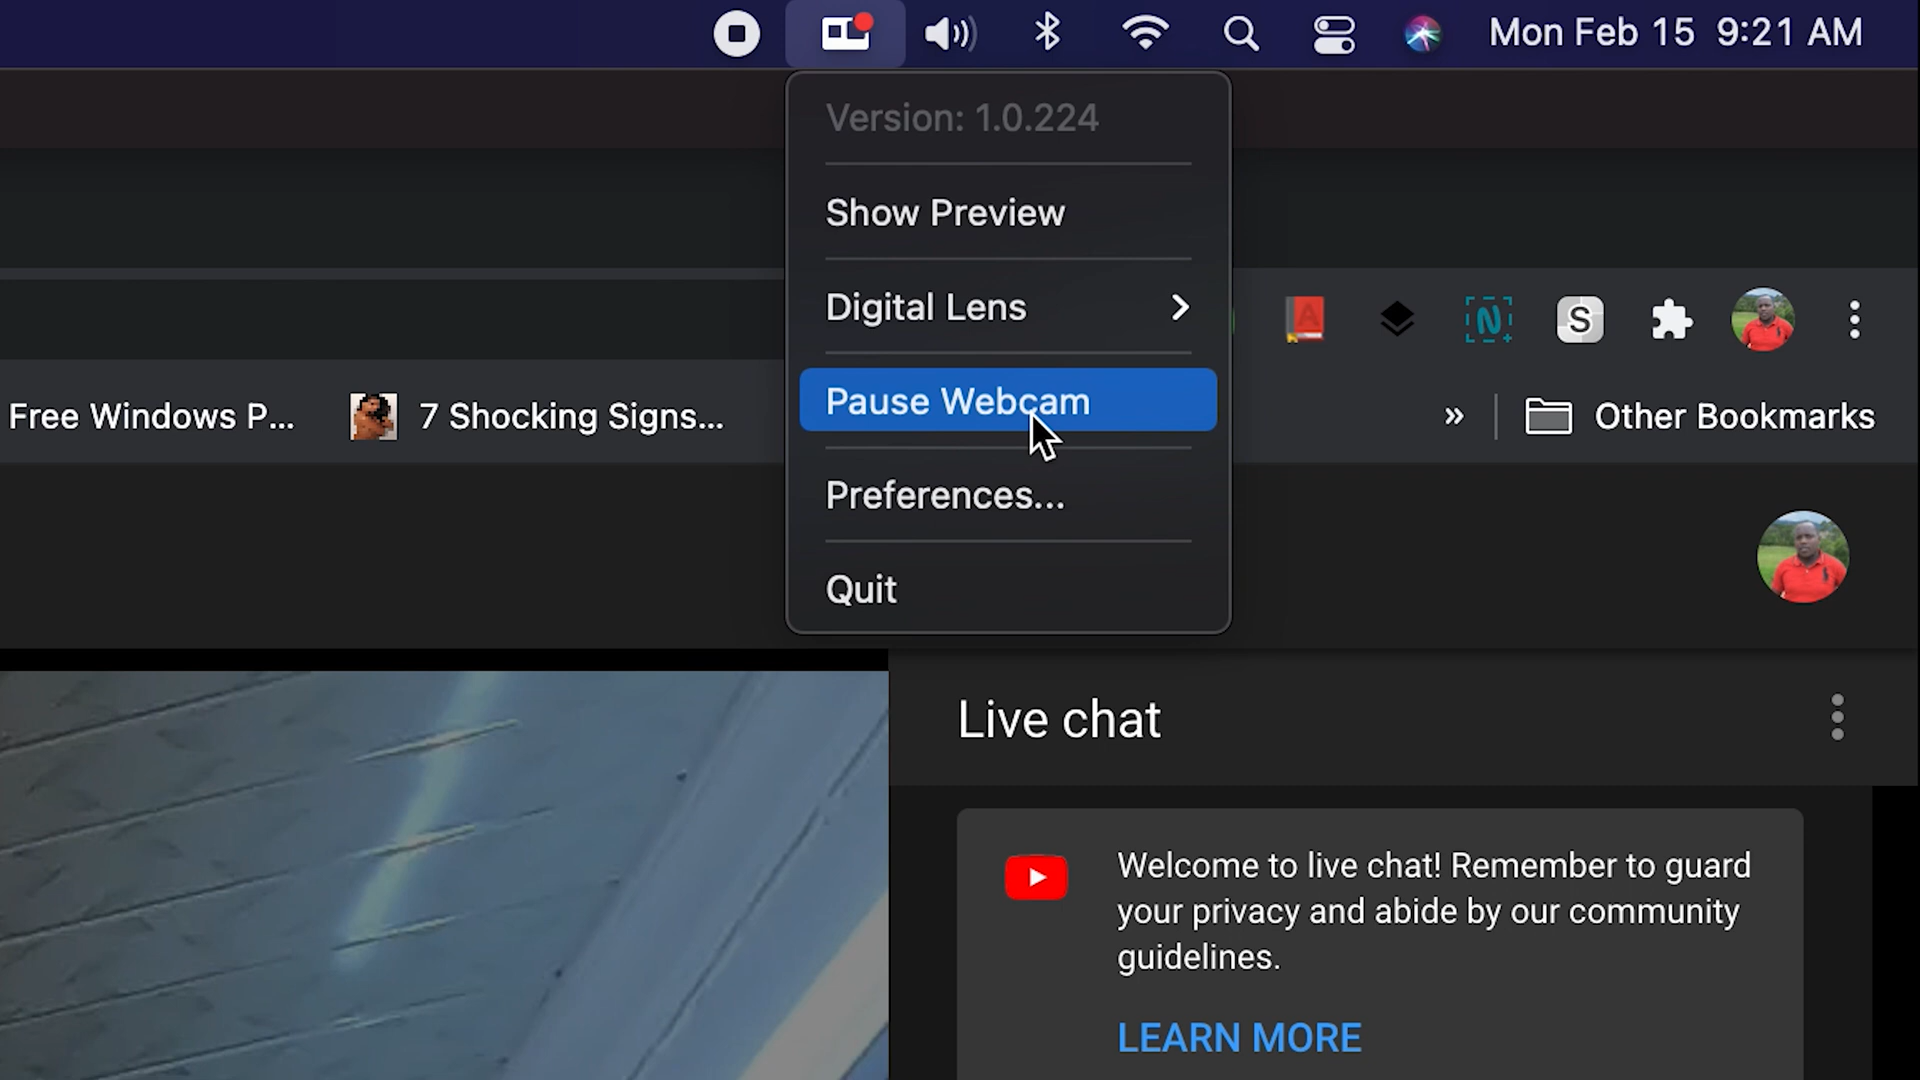 Mon Feb 15 9:21 AM
Version: 1.0.224
Show Preview
Digital Lens
Pause Webcam
Preferences...
Quit
A
N
S
Free Windows P...
7 Shocking Signs...
»
Other Bookmarks
Live chat
Welcome to live chat! Remember to guard
your privacy and abide by our community
guidelines.
LEARN MORE